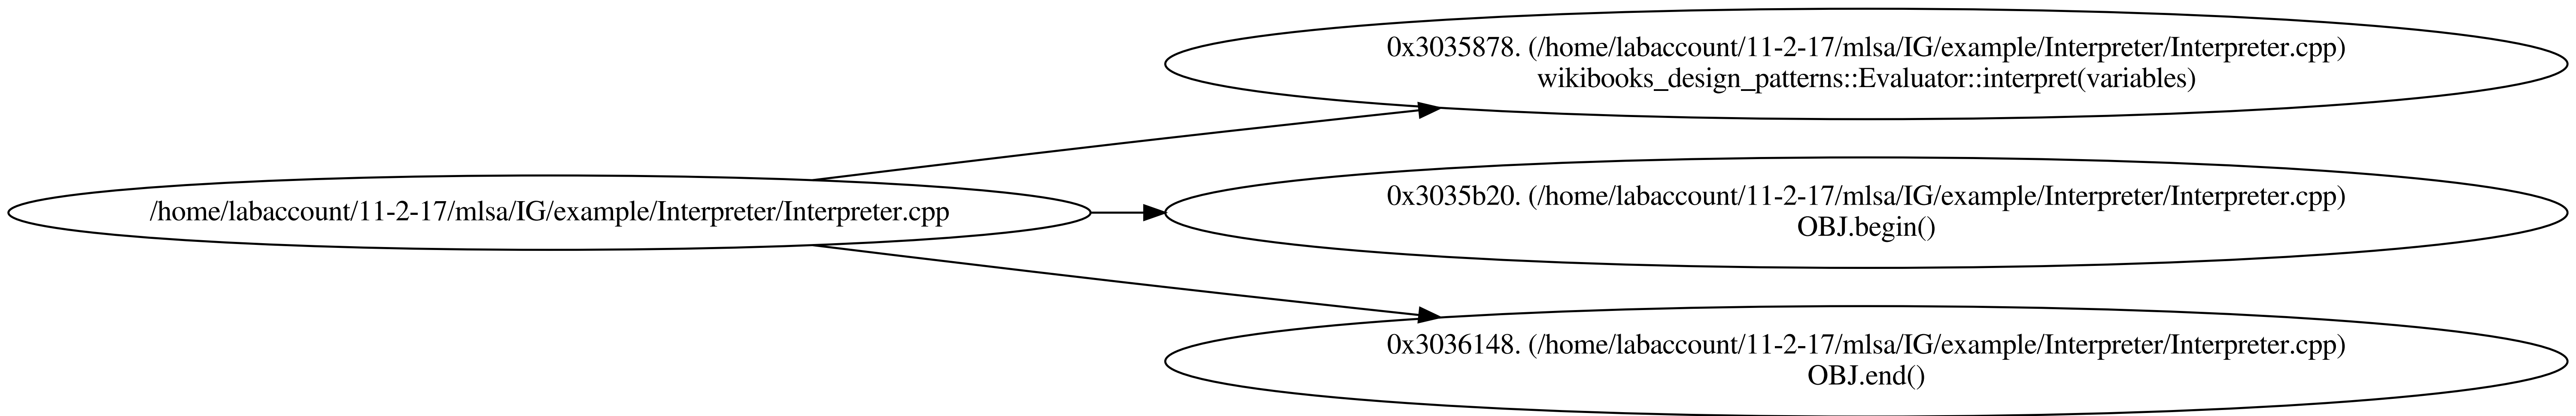 0x3035878. (/home/labaccount/11-2-17/mlsa/IG/example/Interpreter/Interpreter.cpp)
wikibooks_design_patterns::Evaluator::interpret(variables)
/home/labaccount/11-2-17/mlsa/IG/example/Interpreter/Interpreter.cpp
0x3035b20. (/home/labaccount/11-2-17/mlsa/IG/example/Interpreter/Interpreter.cpp)
OBJ.begin()
0x3036148. (/home/labaccount/11-2-17/mlsa/IG/example/Interpreter/Interpreter.cpp)
OBJ.end()